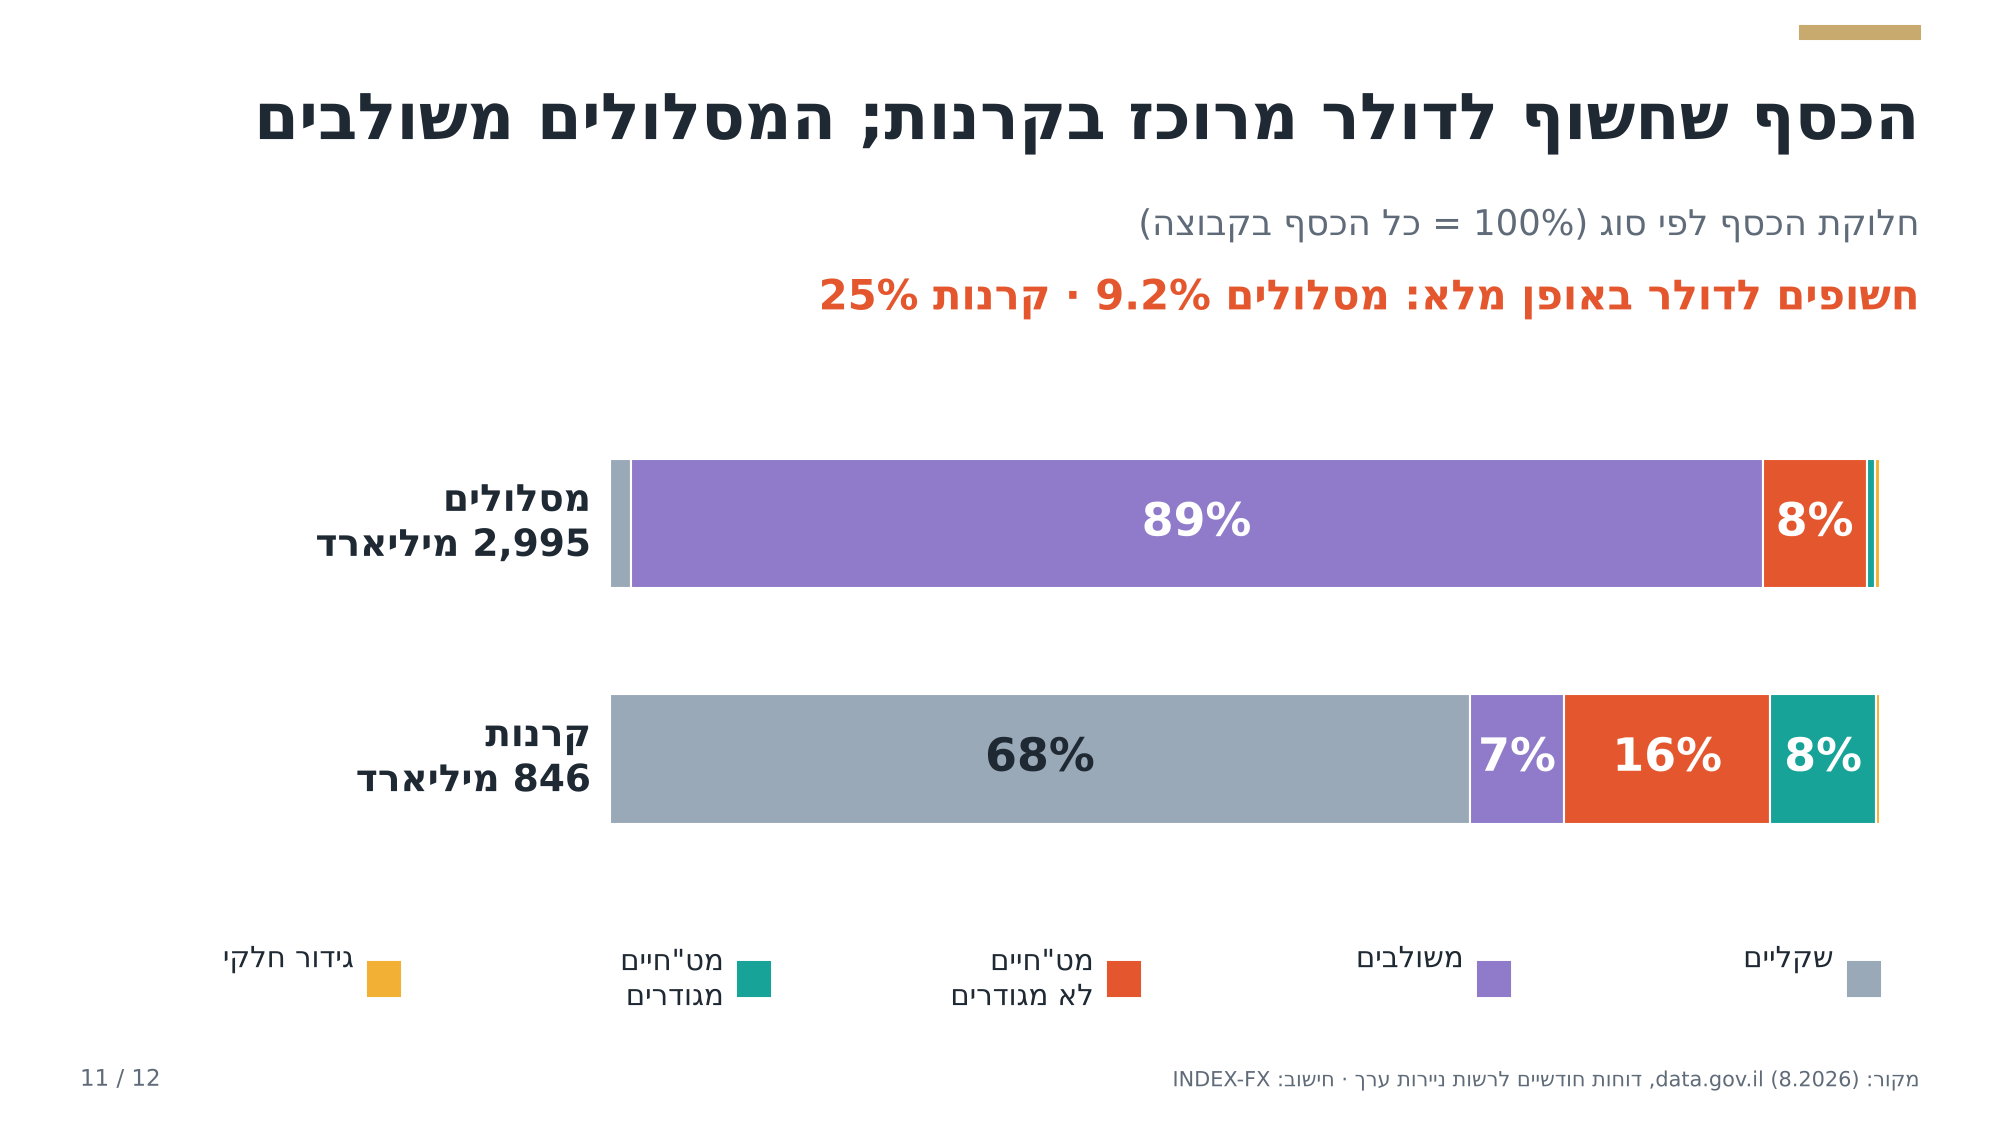 הכסף שחשוף לדולר מרוכז בקרנות; המסלולים משולבים
חלוקת הכסף לפי סוג (100% = כל הכסף בקבוצה)
חשופים לדולר באופן מלא: מסלולים 9.2% · קרנות 25%
מסלולים
2,995 מיליארד
89%
8%
קרנות
846 מיליארד
68%
7%
16%
8%
שקליים
משולבים
מט"חיים
לא מגודרים
מט"חיים
מגודרים
גידור חלקי
מקור: data.gov.il (8.2026), דוחות חודשיים לרשות ניירות ערך · חישוב: INDEX-FX
11 / 12